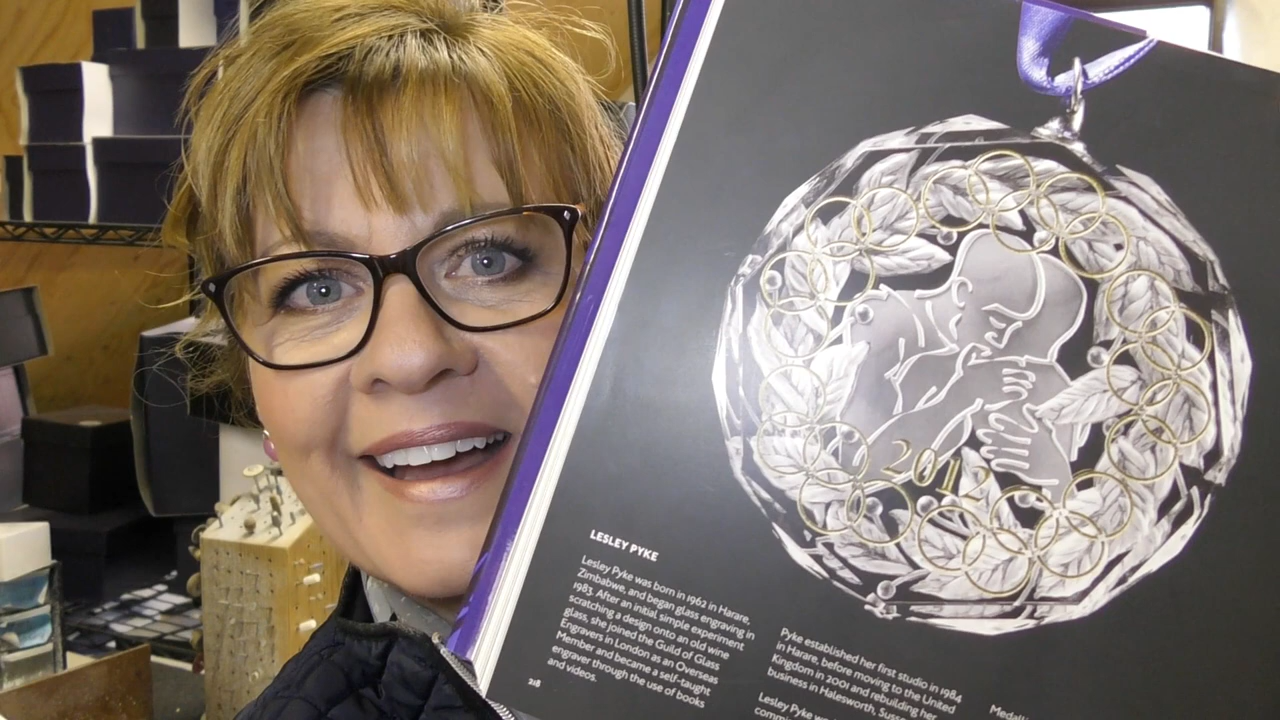 2012
LESLEY PYKE
Lesley Pyke was born in 1962 in Harare,
Zimbabwe, and began glass engraving in
1983. After an initial simple experiment
scratching a design onto an old wine
glass, she joined the Guild of Glass
Engravers in London as an Overseas
Member and became a self-taught
engraver through the use of books
and videos.
218
Pyke established her first studio in 1984
in Harare, before moving to the United
Kingdom in 2001 and rebuilding her
business in Halesworth, Sussex
Lesley Pyke